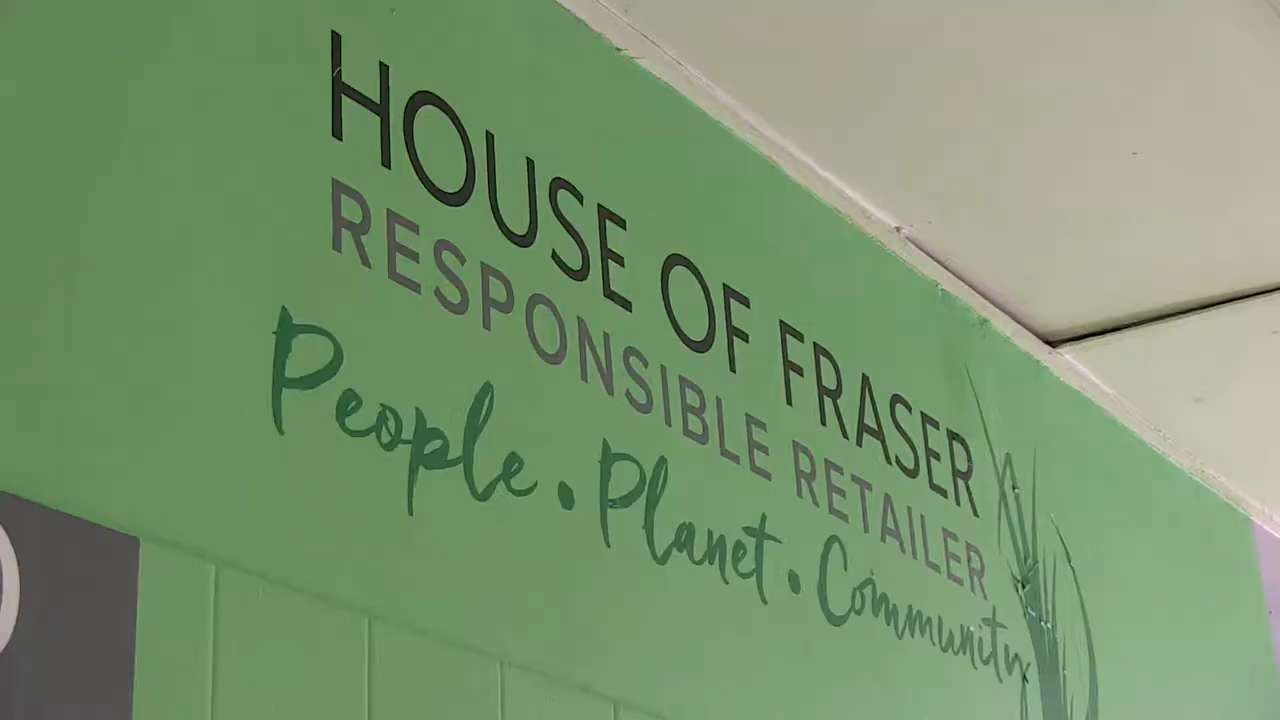 HOUSE OF FRASER
RESPONSIBLE RETAILER
People . Planet . Community